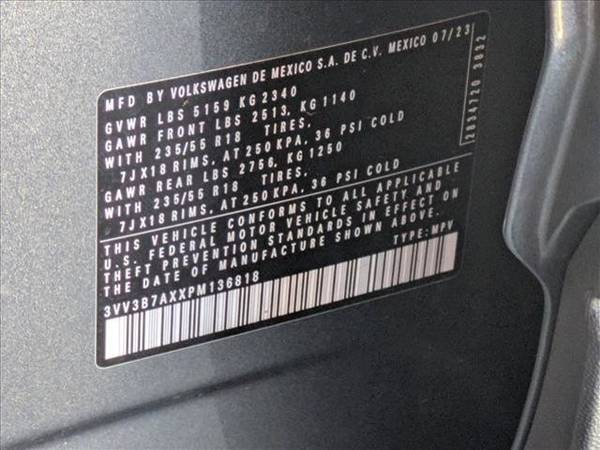 MFD BY VOLKSWAGEN DE MEXICO S.A. DE C.V. MEXICO 07/23
GVWR LBS 5159 KG 2340
GAWR FRONT LBS 2513, KG 1140
WITH 235/55 R18 TIRES,
7JX18 RIMS, AT 250 KPA, 36 PSI COLD
GAWR REAR LBS 2756, KG 1250
WITH 235/55 R18 TIRES.
7JX18 RIMS, AT 250 KPA, 36 PSI COLD
THIS VEHICLE CONFORMS TO ALL APPLICABLE
U.S. FEDERAL MOTOR VEHICLE SAFETY AND
THEFT PREVENTION STANDARDS IN EFFECT ON
THE DATE OF MANUFACTURE SHOWN ABOVE.
TYPE: MPV
3VV3B7AXXPM136818
2034720 3032